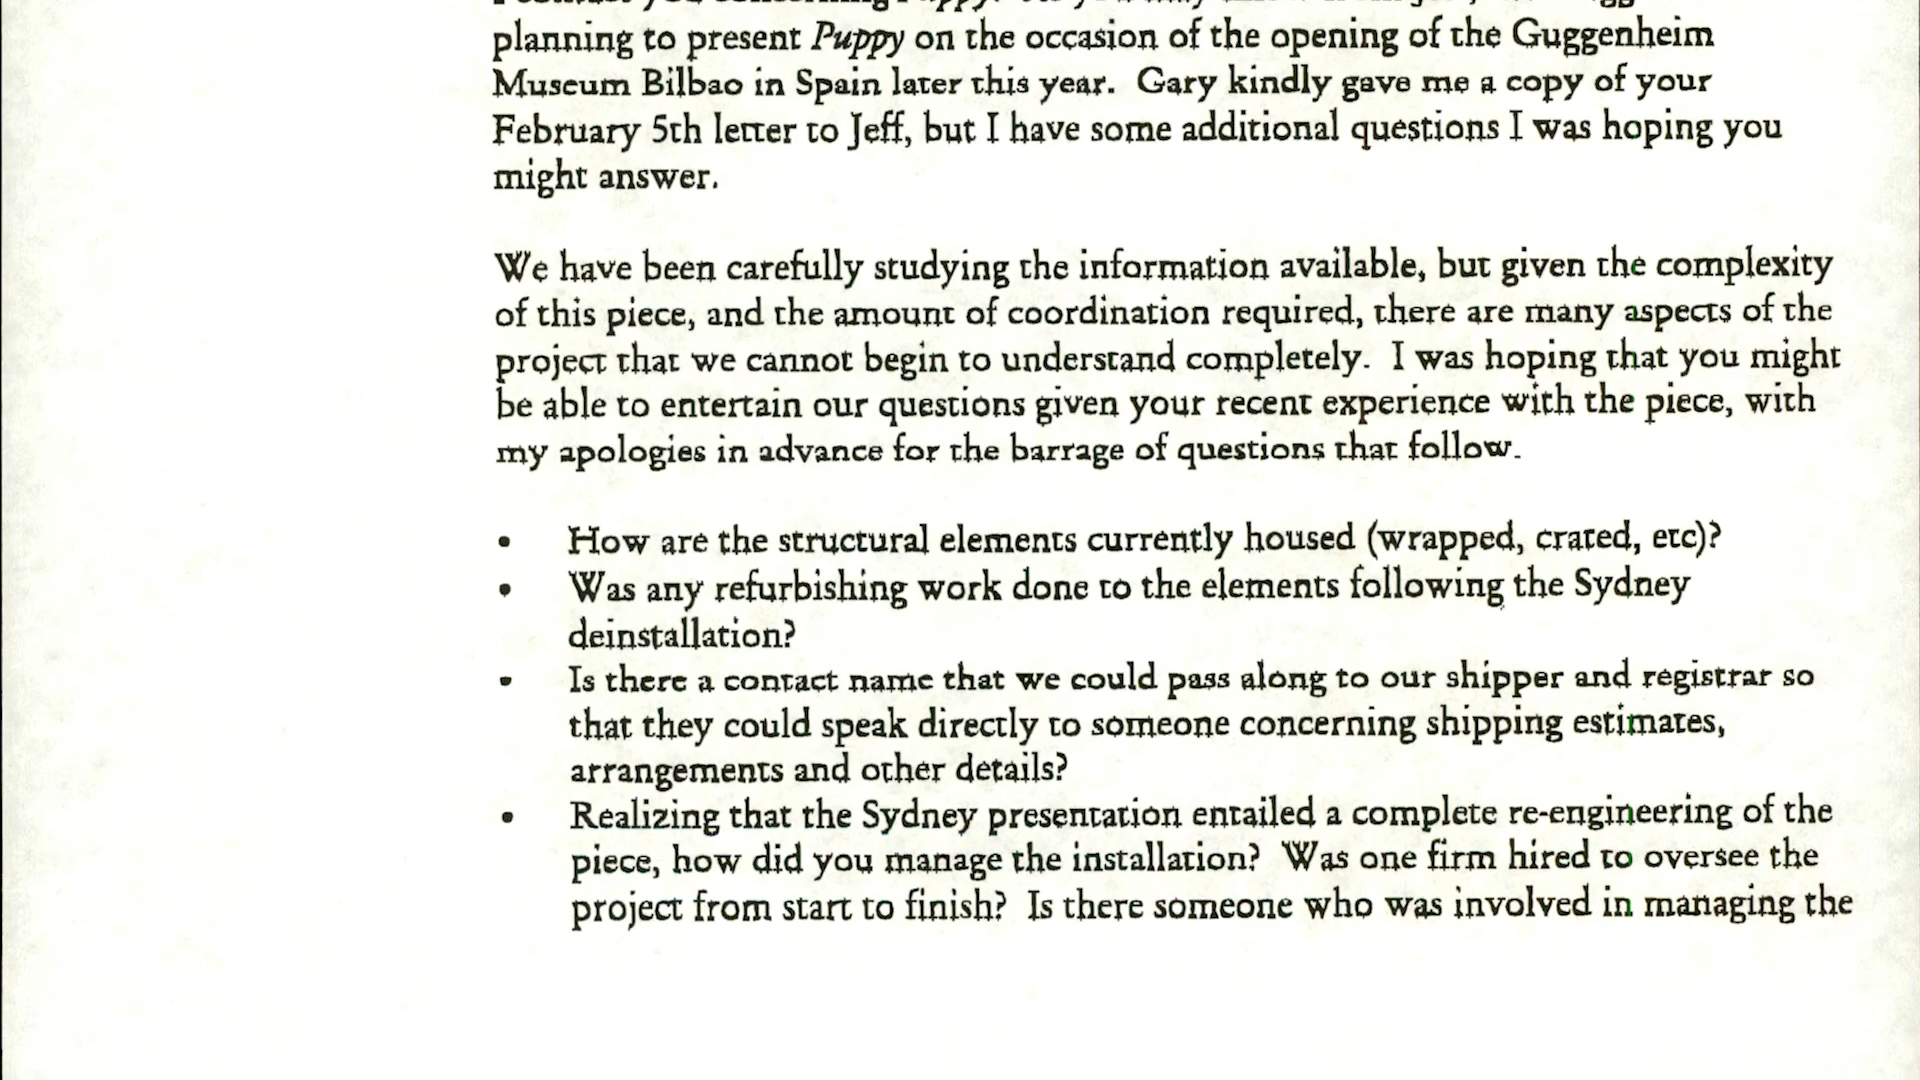 planning to present Puppy on the occasion of the opening of the Guggenheim
Museum Bilbao in Spain later this year. Gary kindly gave me a copy of your
February 5th letter to Jeff, but I have some additional questions I was hoping you
might answer.
We have been carefully studying the information available, but given the complexity
of this piece, and the amount of coordination required, there are many aspects of the
project that we cannot begin to understand completely. I was hoping that you might
be able to entertain our questions given your recent experience with the piece, with
my apologies in advance for the barrage of questions that follow.
• How are the structural elements currently housed (wrapped, crated, etc)?
• Was any refurbishing work done to the elements following the Sydney
deinstallation?
• Is there a contact name that we could pass along to our shipper and registrar so
that they could speak directly to someone concerning shipping estimates,
arrangements and other details?
• Realizing that the Sydney presentation entailed a complete re-engineering of the
piece, how did you manage the installation? Was one firm hired to oversee the
project from start to finish? Is there someone who was involved in managing the